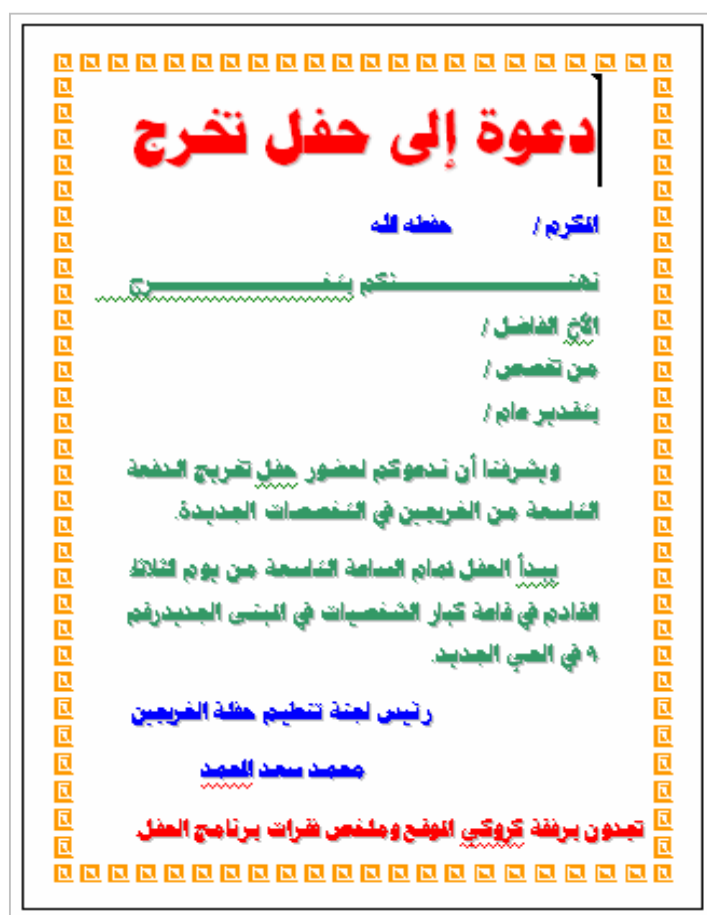 دعوة إلى حفل تخرج
المكرم / حفظه الله
نهنـــــــــــــــئكم بتخـــــــــــــــرج
الأخ الفاضل /
من تخصص /
بتقدير عام /
ويشرفنا أن ندعوكم لحضور حفل تخريج الدفعة
التاسعة من الخريجين في التخصصات الجديدة.
يبدأ الحفل تمام الساعة التاسعة من يوم الثلاثاء
القادم في قاعة كبار الشخصيات في المبنى الجديدرقم
٩ في الحي الجديد.
رئيس لجنة تنظيم حفلة الخريجين
محمد سعد المحمد
تجدون برفقة كروكي الموقع وملخص فقرات برنامج الحفل.